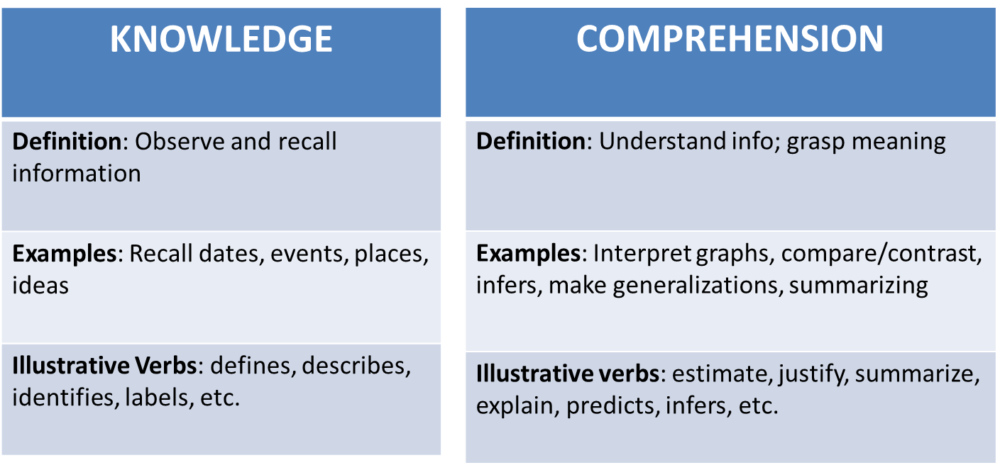 KNOWLEDGE
Definition: Observe and recall
information
Examples: Recall dates, events, places,
ideas
Illustrative Verbs: defines, describes,
identifies, labels, etc.
COMPREHENSION
Definition: Understand info; grasp meaning
Examples: Interpret graphs, compare/contrast,
infers, make generalizations, summarizing
Illustrative verbs: estimate, justify, summarize,
explain, predicts, infers, etc.